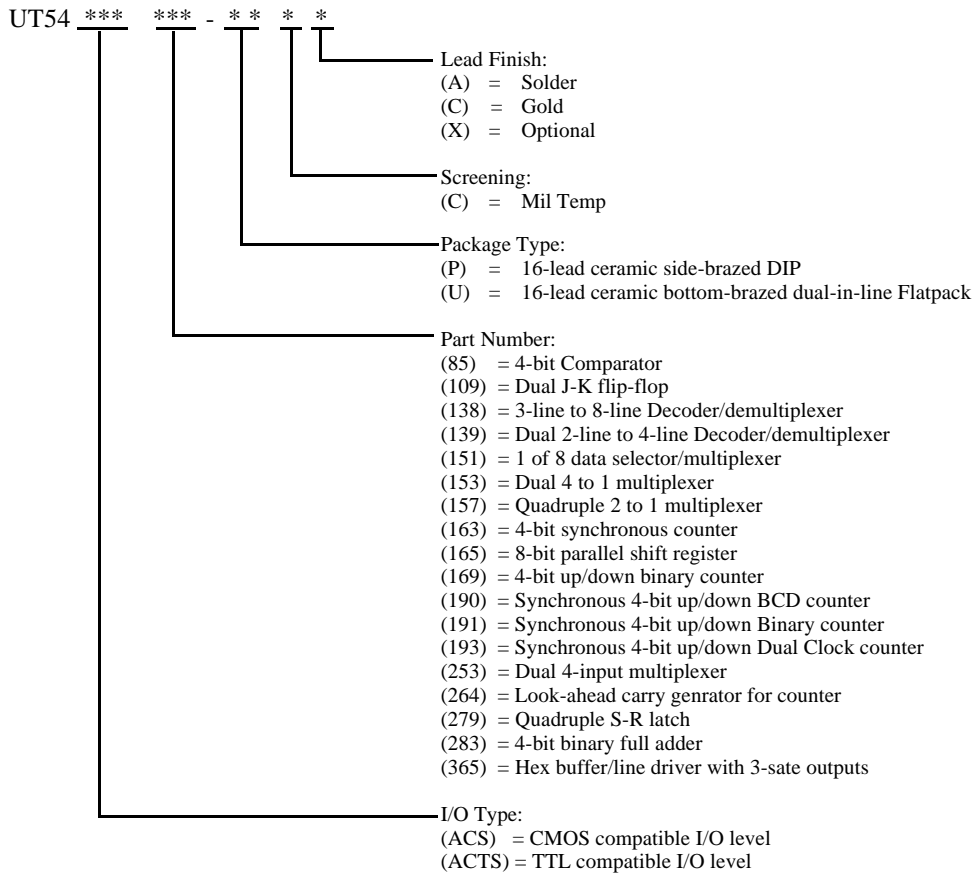 UT54 *** *** - * * * *
Lead Finish:
(A) = Solder
(C) = Gold
(X) = Optional
Screening:
(C) = Mil Temp
Package Type:
(P) = 16-lead ceramic side-brazed DIP
(U) = 16-lead ceramic bottom-brazed dual-in-line Flatpack
Part Number:
(85) = 4-bit Comparator
(109) = Dual J-K flip-flop
(138) = 3-line to 8-line Decoder/demultiplexer
(139) = Dual 2-line to 4-line Decoder/demultiplexer
(151) = 1 of 8 data selector/multiplexer
(153) = Dual 4 to 1 multiplexer
(157) = Quadruple 2 to 1 multiplexer
(163) = 4-bit synchronous counter
(165) = 8-bit parallel shift register
(169) = 4-bit up/down binary counter
(190) = Synchronous 4-bit up/down BCD counter
(191) = Synchronous 4-bit up/down Binary counter
(193) = Synchronous 4-bit up/down Dual Clock counter
(253) = Dual 4-input multiplexer
(264) = Look-ahead carry genrator for counter
(279) = Quadruple S-R latch
(283) = 4-bit binary full adder
(365) = Hex buffer/line driver with 3-sate outputs
I/O Type:
(ACS) = CMOS compatible I/O level
(ACTS) = TTL compatible I/O level